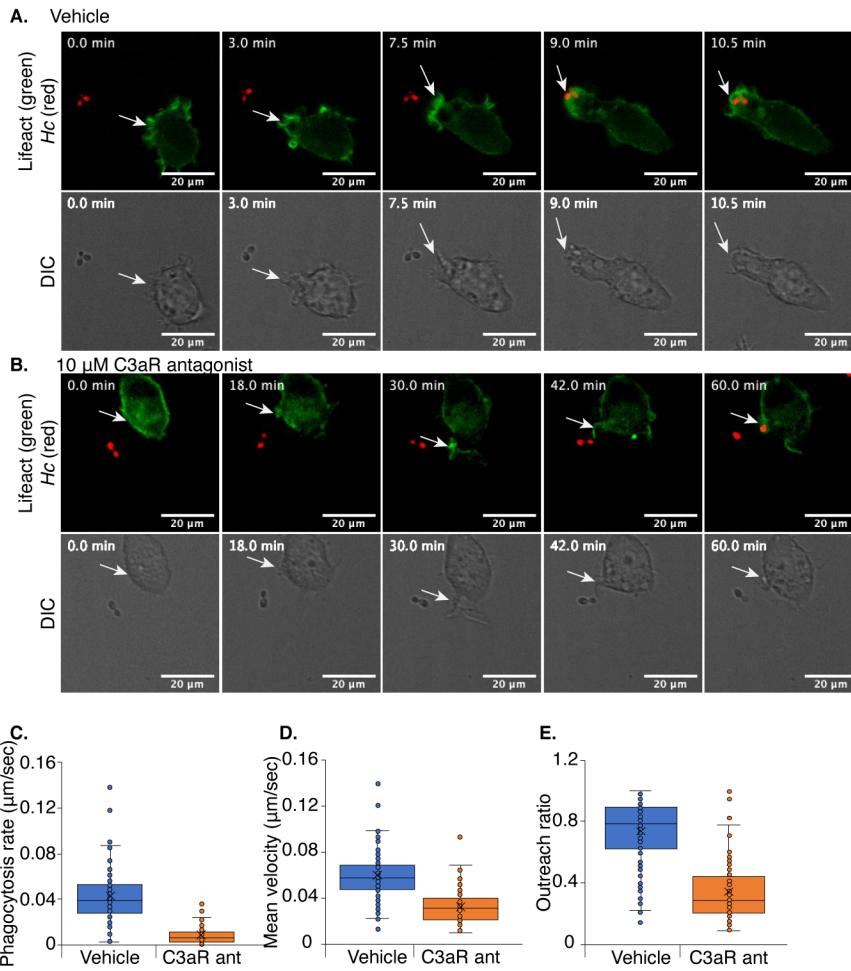 A. Vehicle
Lifeact (green)
Hc (red)
0.0 min 3.0 min 7.5 min 9.0 min 10.5 min
20 µm 20 µm 20 µm 20 µm 20 µm
DIC
0.0 min 3.0 min 7.5 min 9.0 min 10.5 min
20 µm 20 µm 20 µm 20 µm 20 µm
B. 10 µM C3aR antagonist
Lifeact (green)
Hc (red)
0.0 min 18.0 min 30.0 min 42.0 min 60.0 min
20 µm 20 µm 20 µm 20 µm 20 µm
DIC
0.0 min 18.0 min 30.0 min 42.0 min 60.0 min
20 µm 20 µm 20 µm 20 µm 20 µm
C.
Phagocytosis rate (µm/sec)
0.16
0.12
0.08
0.04
0
Vehicle C3aR ant
D.
Mean velocity (µm/sec)
0.16
0.12
0.08
0.04
0
Vehicle C3aR ant
E.
Outreach ratio
1.2
0.8
0.4
0
Vehicle C3aR ant